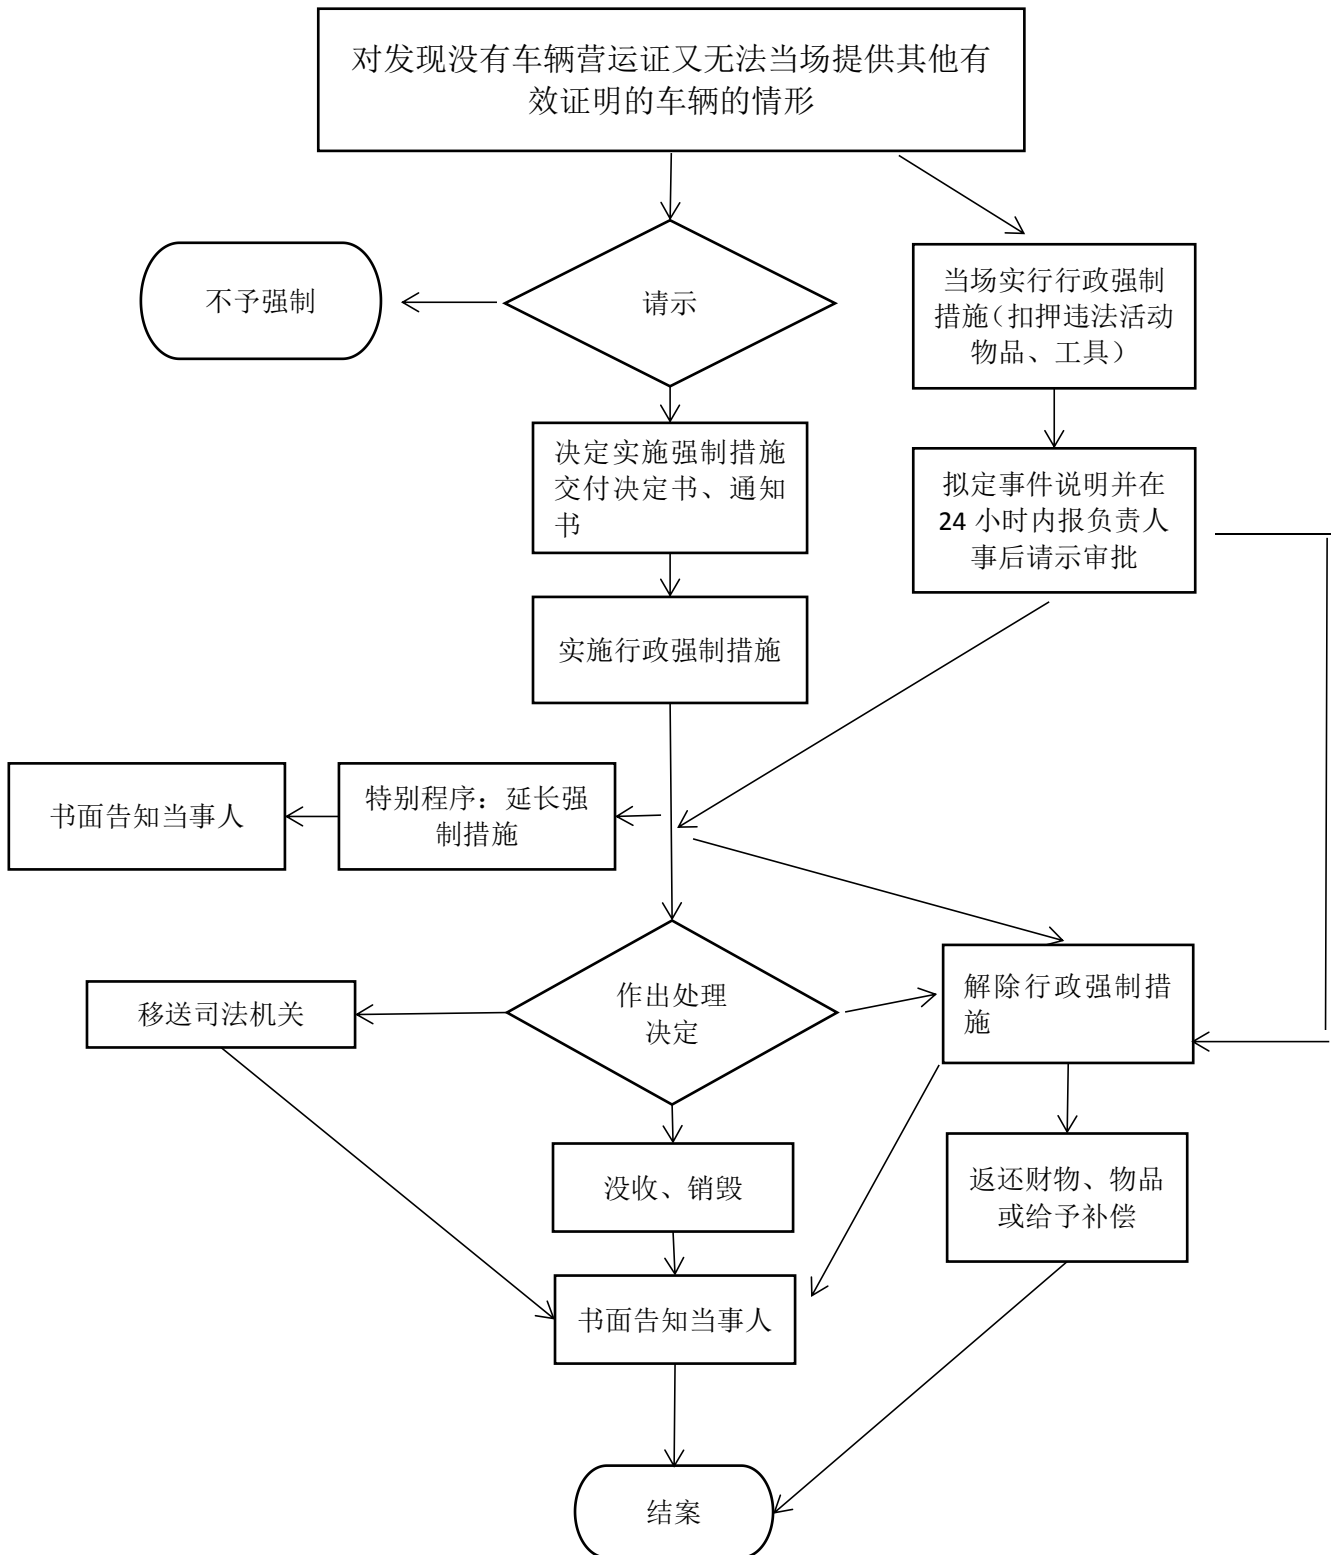 对发现没有车辆营运证又无法当场提供其他有
效证明的车辆的情形
不予强制
请示
当场实行行政强制
措施（扣押违法活动
物品、工具）
决定实施强制措施
交付决定书、通知
书
拟定事件说明并在
24 小时内报负责人
事后请示审批
实施行政强制措施
书面告知当事人
特别程序：延长强
制措施
作出处理
决定
解除行政强制措
施
移送司法机关
没收、销毁
返还财物、物品
或给予补偿
书面告知当事人
结案